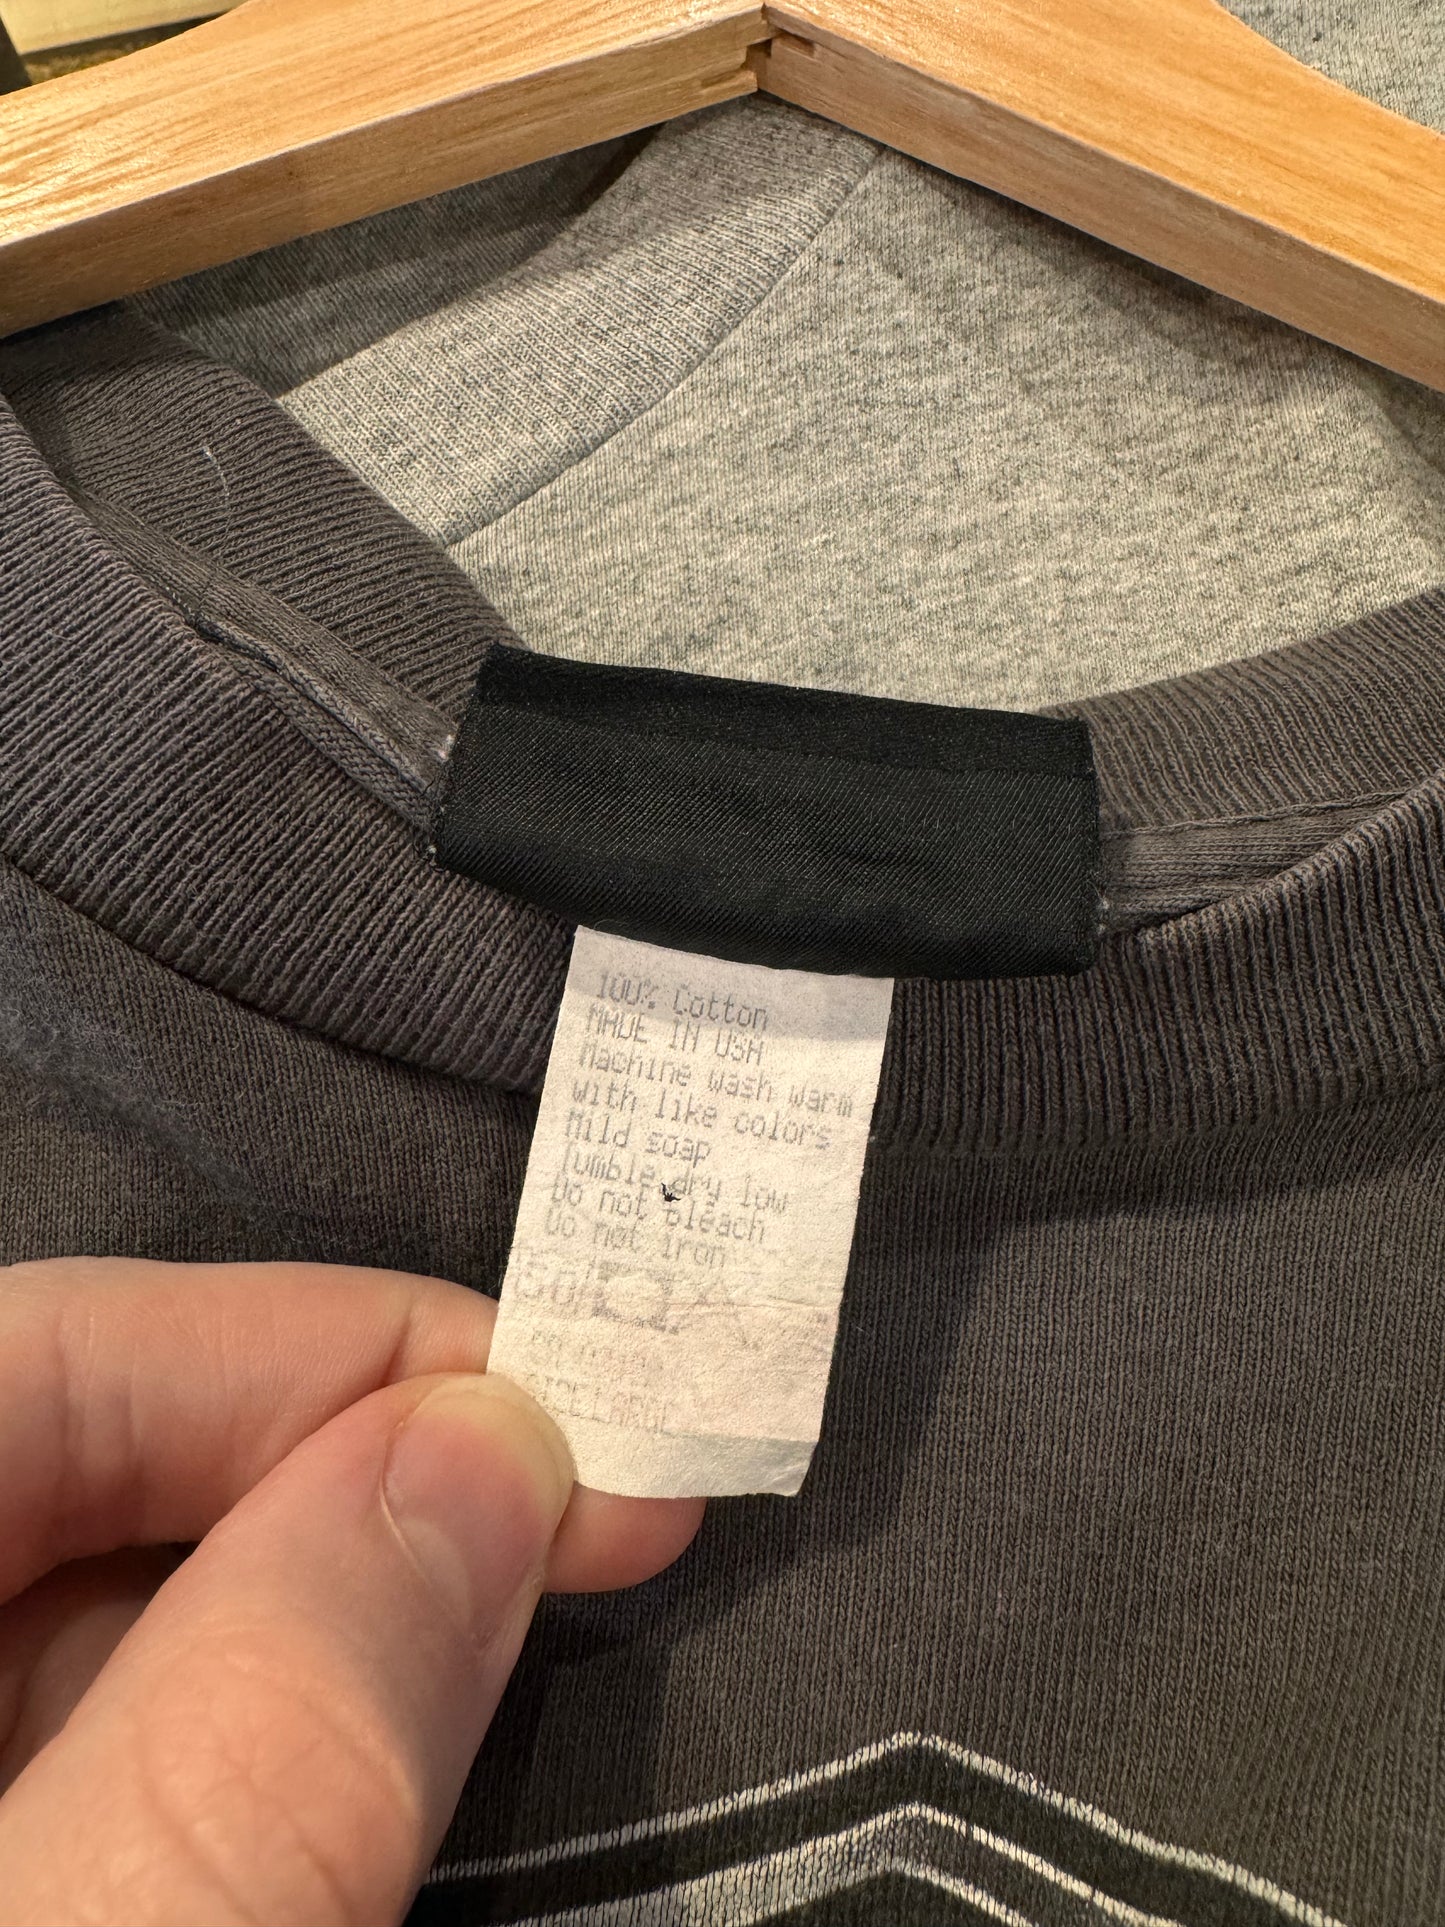 100% Cotton
MADE IN USA
Machine wash warm
with like colors
Mild soap
Tumble dry low
Do not bleach
Do not iron
LARGE